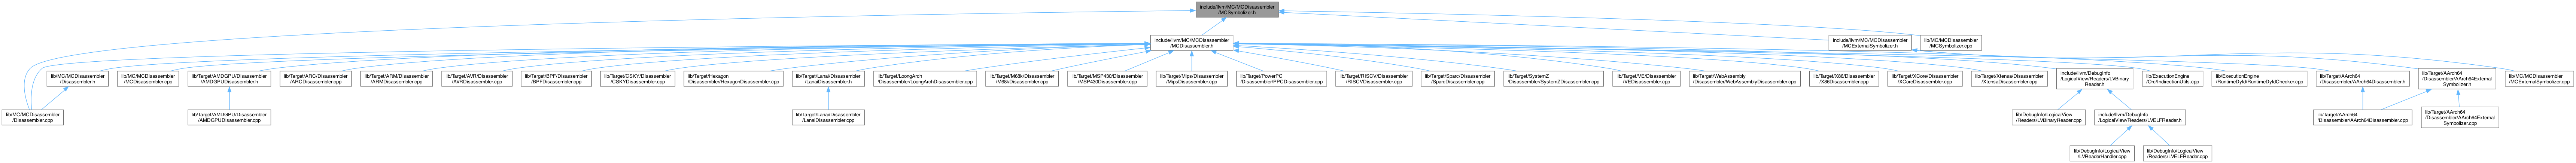 include/llvm/MC/MCDisassembler
/MCSymbolizer.h
include/llvm/MC/MCDisassembler
/MCDisassembler.h
include/llvm/MC/MCDisassembler
/MCExternalSymbolizer.h
lib/MC/MCDisassembler
/MCSymbolizer.cpp
lib/MC/MCDisassembler
/Disassembler.h
lib/MC/MCDisassembler
/MCDisassembler.cpp
lib/Target/AMDGPU/Disassembler
/AMDGPUDisassembler.h
lib/Target/ARC/Disassembler
/ARCDisassembler.cpp
lib/Target/ARM/Disassembler
/ARMDisassembler.cpp
lib/Target/AVR/Disassembler
/AVRDisassembler.cpp
lib/Target/BPF/Disassembler
/BPFDisassembler.cpp
lib/Target/CSKY/Disassembler
/CSKYDisassembler.cpp
lib/Target/Hexagon
/Disassembler/HexagonDisassembler.cpp
lib/Target/Lanai/Disassembler
/LanaiDisassembler.h
lib/Target/LoongArch
/Disassembler/LoongArchDisassembler.cpp
lib/Target/M68k/Disassembler
/M68kDisassembler.cpp
lib/Target/MSP430/Disassembler
/MSP430Disassembler.cpp
lib/Target/Mips/Disassembler
/MipsDisassembler.cpp
lib/Target/PowerPC
/Disassembler/PPCDisassembler.cpp
lib/Target/RISCV/Disassembler
/RISCVDisassembler.cpp
lib/Target/Sparc/Disassembler
/SparcDisassembler.cpp
lib/Target/SystemZ
/Disassembler/SystemZDisassembler.cpp
lib/Target/VE/Disassembler
/VEDisassembler.cpp
lib/Target/WebAssembly
/Disassembler/WebAssemblyDisassembler.cpp
lib/Target/X86/Disassembler
/X86Disassembler.cpp
lib/Target/XCore/Disassembler
/XCoreDisassembler.cpp
lib/Target/Xtensa/Disassembler
/XtensaDisassembler.cpp
include/llvm/DebugInfo
/LogicalView/Readers/LVBinary
Reader.h
lib/ExecutionEngine
/Orc/IndirectionUtils.cpp
lib/ExecutionEngine
/RuntimeDyld/RuntimeDyldChecker.cpp
lib/Target/AArch64
/Disassembler/AArch64Disassembler.h
lib/Target/AArch64
/Disassembler/AArch64External
Symbolizer.h
lib/MC/MCDisassembler
/MCExternalSymbolizer.cpp
lib/MC/MCDisassembler
/Disassembler.cpp
lib/Target/AMDGPU/Disassembler
/AMDGPUDisassembler.cpp
lib/Target/Lanai/Disassembler
/LanaiDisassembler.cpp
lib/DebugInfo/LogicalView
/Readers/LVBinaryReader.cpp
include/llvm/DebugInfo
/LogicalView/Readers/LVELFReader.h
lib/Target/AArch64
/Disassembler/AArch64Disassembler.cpp
lib/Target/AArch64
/Disassembler/AArch64External
Symbolizer.cpp
lib/DebugInfo/LogicalView
/LVReaderHandler.cpp
lib/DebugInfo/LogicalView
/Readers/LVELFReader.cpp